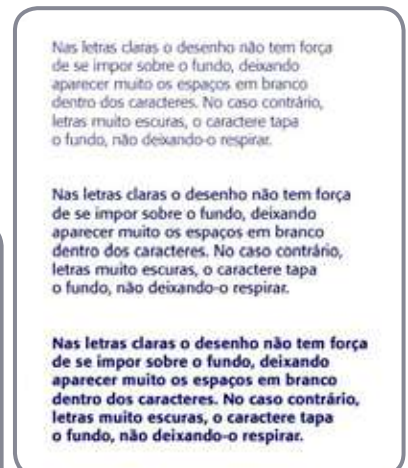 Nas letras claras o desenho não tem força
de se impor sobre o fundo, deixando
aparecer muito os espaços em branco
dentro dos caracteres. No caso contrário,
letras muito escuras, o caractere tapa
o fundo, não deixando-o respirar.
Nas letras claras o desenho não tem força
de se impor sobre o fundo, deixando
aparecer muito os espaços em branco
dentro dos caracteres. No caso contrário,
letras muito escuras, o caractere tapa
o fundo, não deixando-o respirar.
Nas letras claras o desenho não tem força
de se impor sobre o fundo, deixando
aparecer muito os espaços em branco
dentro dos caracteres. No caso contrário,
letras muito escuras, o caractere tapa
o fundo, não deixando-o respirar.